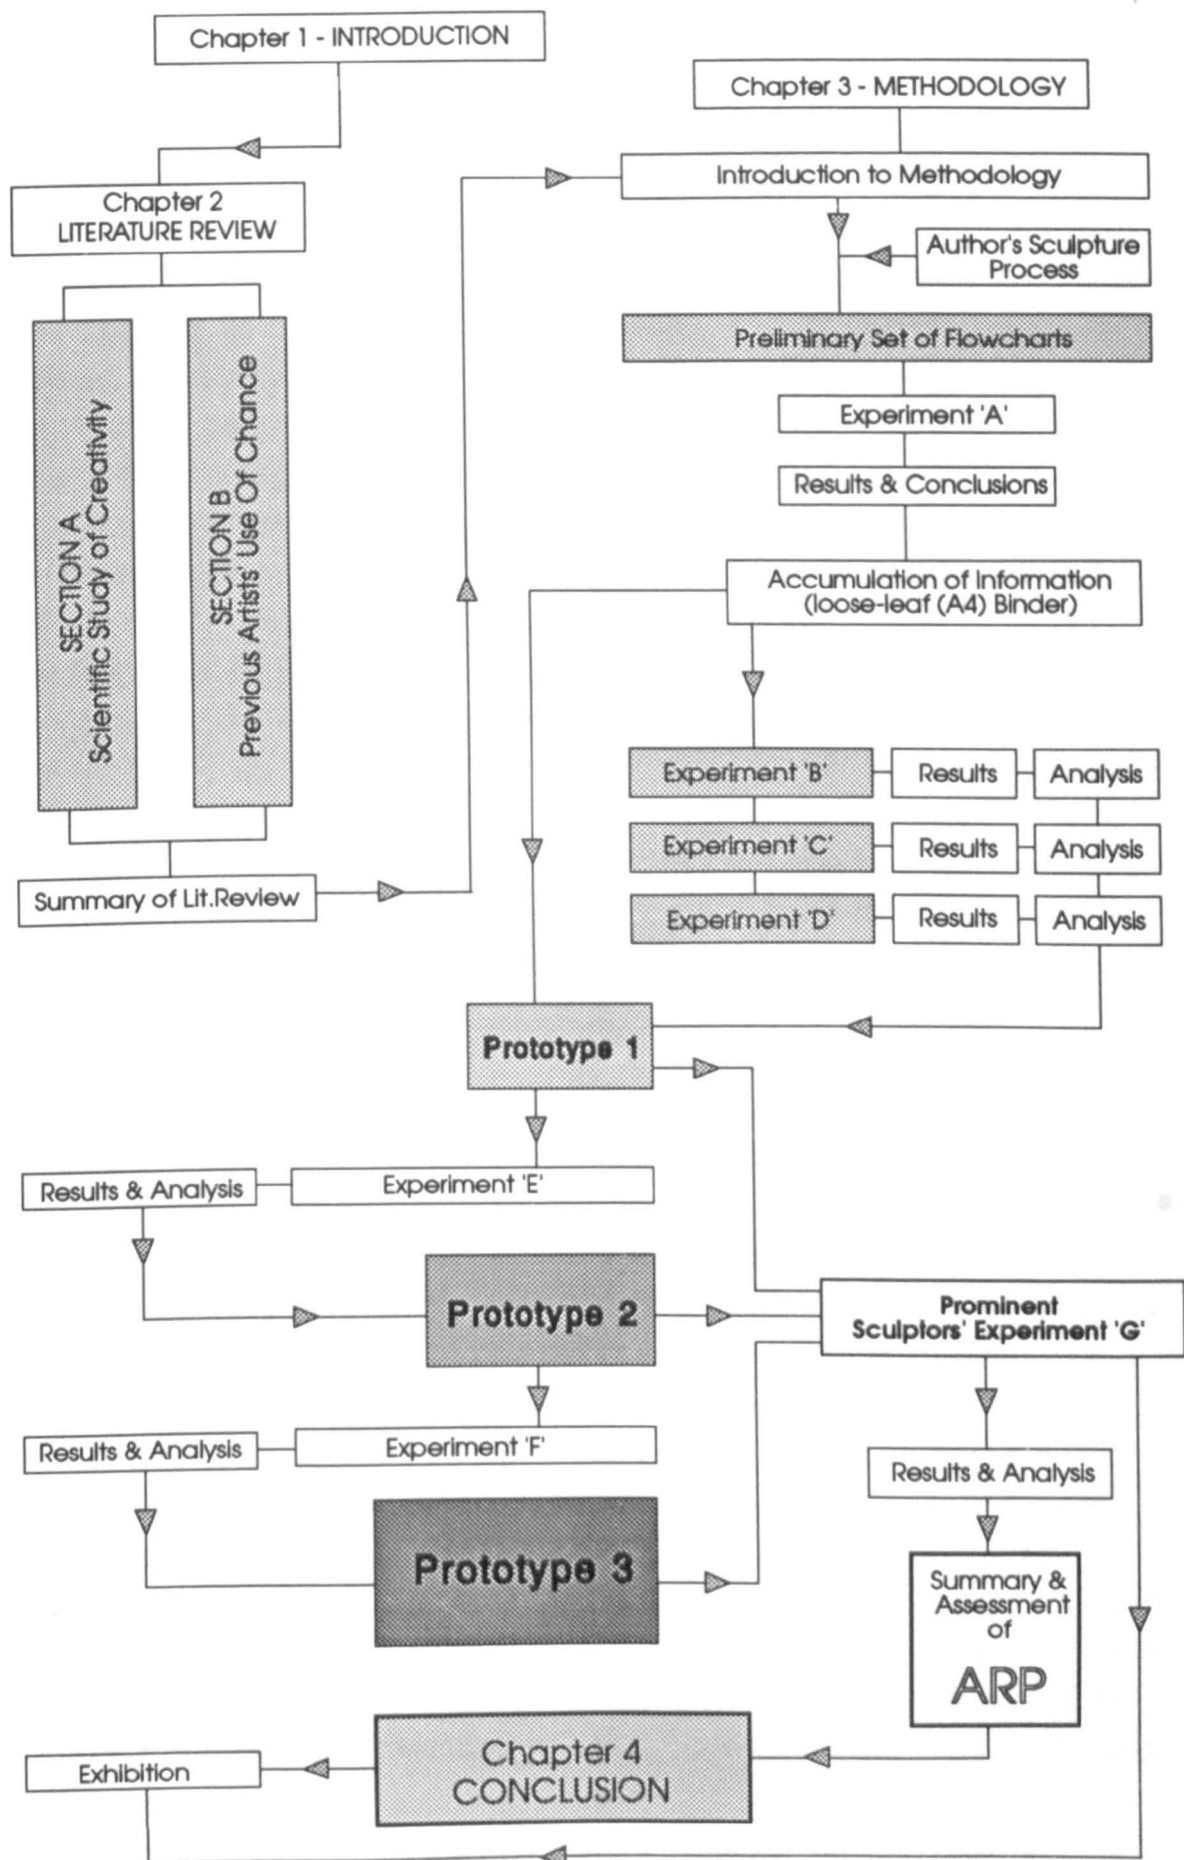 Chapter 1 - INTRODUCTION
Chapter 2
LITERATURE REVIEW
SECTION A
Scientific Study of Creativity
SECTION B
Previous Artists' Use Of Chance
Summary of Lit.Review
Chapter 3 - METHODOLOGY
Introduction to Methodology
Author's Sculpture
Process
Preliminary Set of Flowcharts
Experiment 'A'
Results & Conclusions
Accumulation of Information
(loose-leaf (A4) Binder)
Experiment 'B'
Results
Analysis
Experiment 'C'
Results
Analysis
Experiment 'D'
Results
Analysis
Prototype 1
Experiment 'E'
Results & Analysis
Prototype 2
Experiment 'F'
Results & Analysis
Prototype 3
Prominent
Sculptors' Experiment 'G'
Results & Analysis
Summary &
Assessment
of
ARP
Chapter 4
CONCLUSION
Exhibition